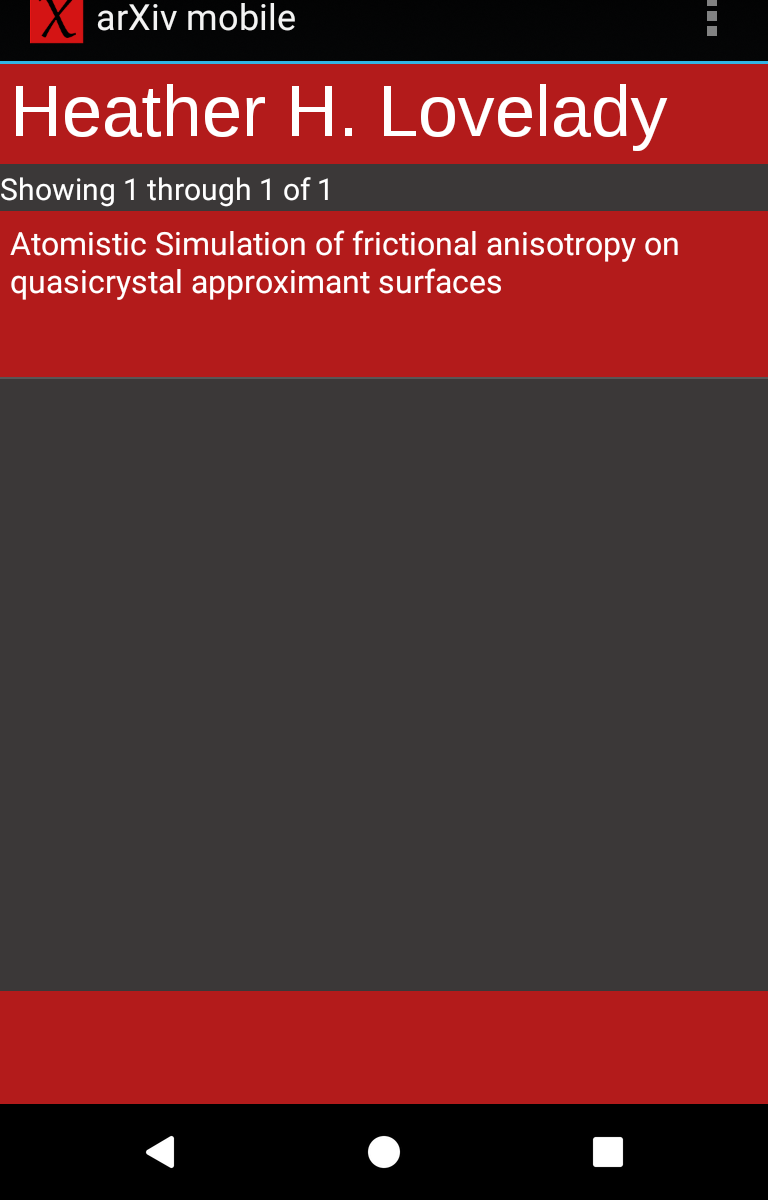 X arXiv mobile
Heather H. Lovelady
Showing 1 through 1 of 1
Atomistic Simulation of frictional anisotropy on
quasicrystal approximant surfaces